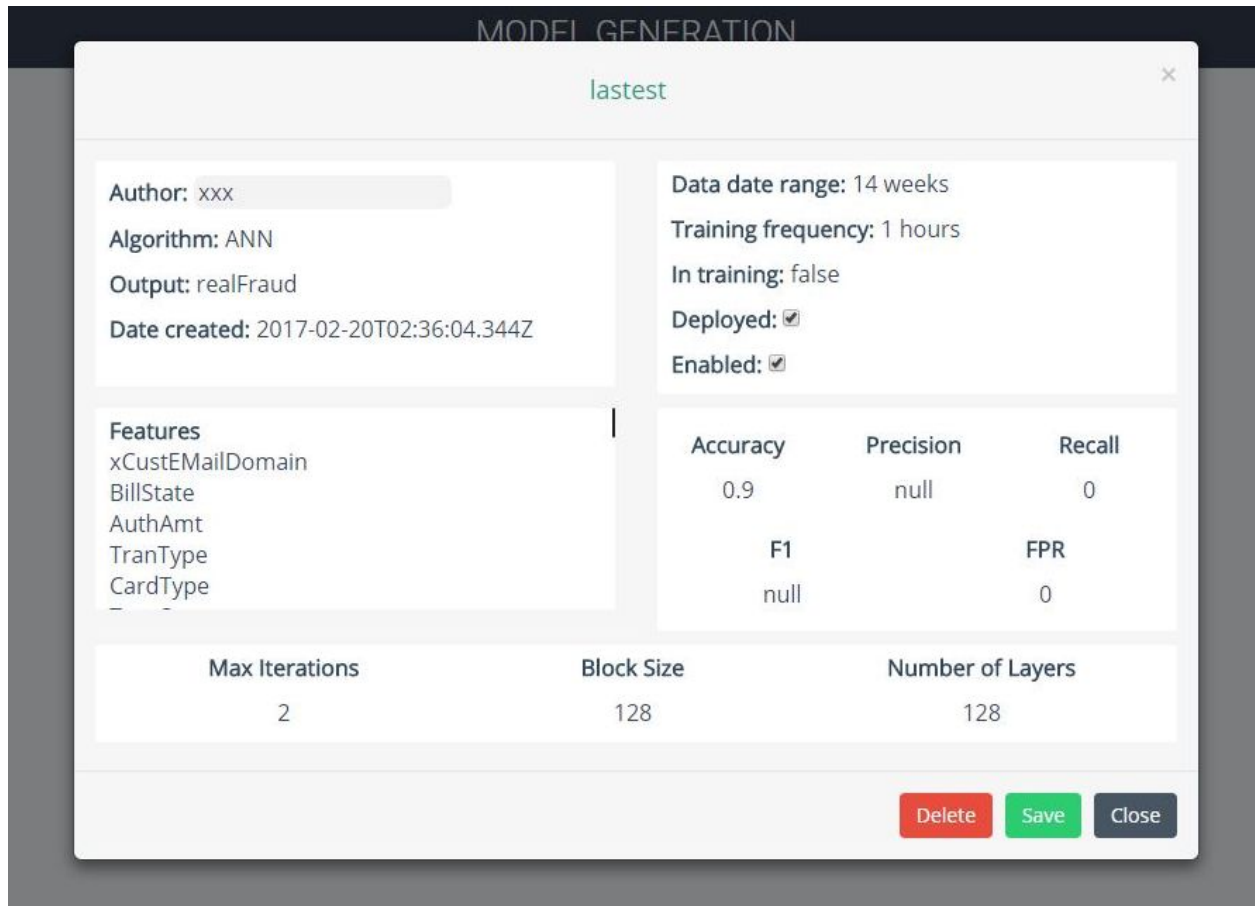 MODEL GENERATION
lastest
×
Author: xxx
Algorithm: ANN
Output: realFraud
Date created: 2017-02-20T02:36:04.344Z
Data date range: 14 weeks
Training frequency: 1 hours
In training: false
Deployed:
Enabled:
Features
xCustEMailDomain
BillState
AuthAmt
TranType
CardType
Accuracy Precision Recall
0.9 null 0
F1 FPR
null 0
Max Iterations Block Size Number of Layers
2 128 128
Delete Save Close